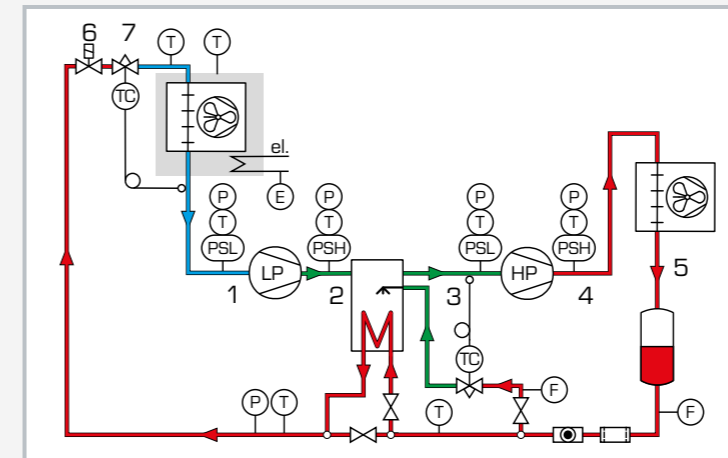 6 7 T T
TC
el.
E
P P P P
T T T T
PSL PSH PSL PSH
LP HP
1 2 3 4 5
TC
F
P T T F